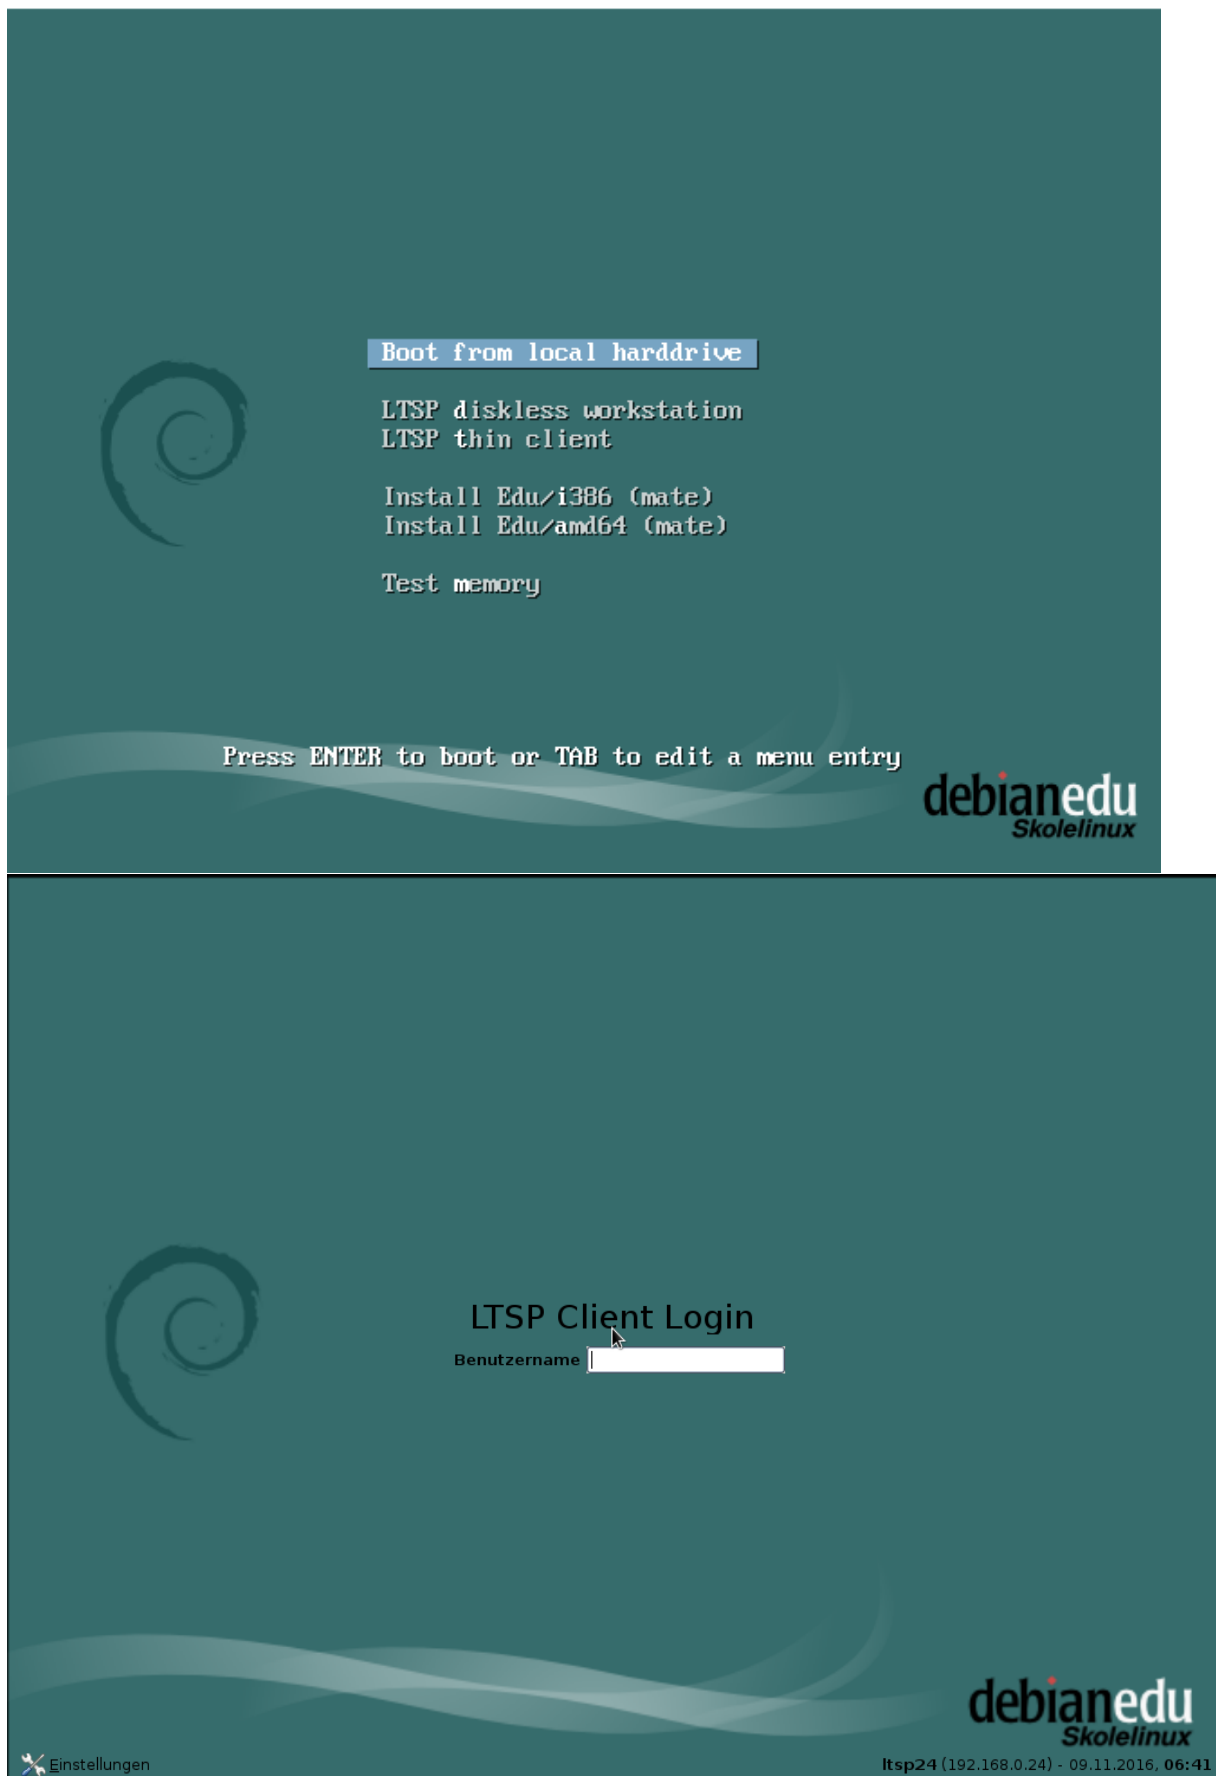 Boot from local harddrive
LTSP diskless workstation
LTSP thin client
Install Edu/i386 (mate)
Install Edu/amd64 (mate)
Test memory
Press ENTER to boot or TAB to edit a menu entry
debianedu
Skolelinux
LTSP Client Login
Benutzername
debianedu
Skolelinux
Einstellungen
ltsp24 (192.168.0.24) - 09.11.2016, 06:41